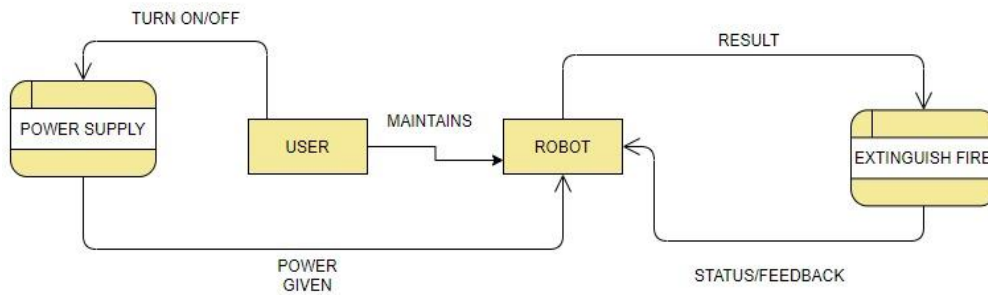 TURN ON/OFF
RESULT
POWER SUPPLY
USER
MAINTAINS
ROBOT
EXTINGUISH FIRE
POWER
GIVEN
STATUS/FEEDBACK